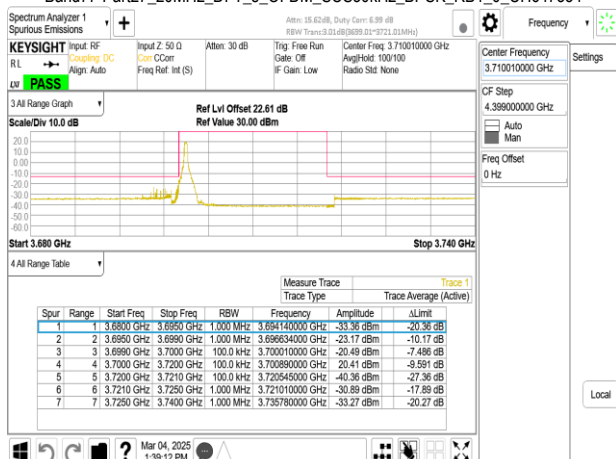 Spectrum Analyzer 1
Spurious Emissions
Attn: 15.62dB, Duty Corr: 6.99 dB
RBW Trans:3.01dB(3699.01*3721.01MHz)
Frequency
KEYSIGHT Input: RF Input Z: 50 Ω Atten: 30 dB Trig: Free Run Center Freq: 3.710010000 GHz
RL Coupling: DC Corr CCorr Gate: Off Avg|Hold: 100/100
Align: Auto Freq Ref: Int (S) IF Gain: Low Radio Std: None
PASS
Center Frequency
3.710010000 GHz
Settings
CF Step
4.399000000 GHz
Auto
Man
Freq Offset
0 Hz
3 All Range Graph
Ref Lvl Offset 22.61 dB
Scale/Div 10.0 dB Ref Value 30.00 dBm
20.0
10.0
0.00
-10.0
-20.0
-30.0
-40.0
-50.0
-60.0
Start 3.680 GHz Stop 3.740 GHz
4 All Range Table
Measure Trace Trace 1
Trace Type Trace Average (Active)
Spur Range Start Freq Stop Freq RBW Frequency Amplitude ΔLimit
1 1 3.6800 GHz 3.6950 GHz 1.000 MHz 3.694140000 GHz -33.36 dBm -20.36 dB
2 2 3.6950 GHz 3.6990 GHz 1.000 MHz 3.696634000 GHz -23.17 dBm -10.17 dB
3 3 3.6990 GHz 3.7000 GHz 100.0 kHz 3.700010000 GHz -20.49 dBm -7.486 dB
4 4 3.7000 GHz 3.7200 GHz 100.0 kHz 3.700890000 GHz 20.41 dBm -9.591 dB
5 5 3.7200 GHz 3.7210 GHz 100.0 kHz 3.720545000 GHz -40.36 dBm -27.36 dB
6 6 3.7210 GHz 3.7250 GHz 1.000 MHz 3.721010000 GHz -30.89 dBm -17.89 dB
7 7 3.7250 GHz 3.7400 GHz 1.000 MHz 3.735780000 GHz -33.27 dBm -20.27 dB
Local
Mar 04, 2025
1:39:12 PM